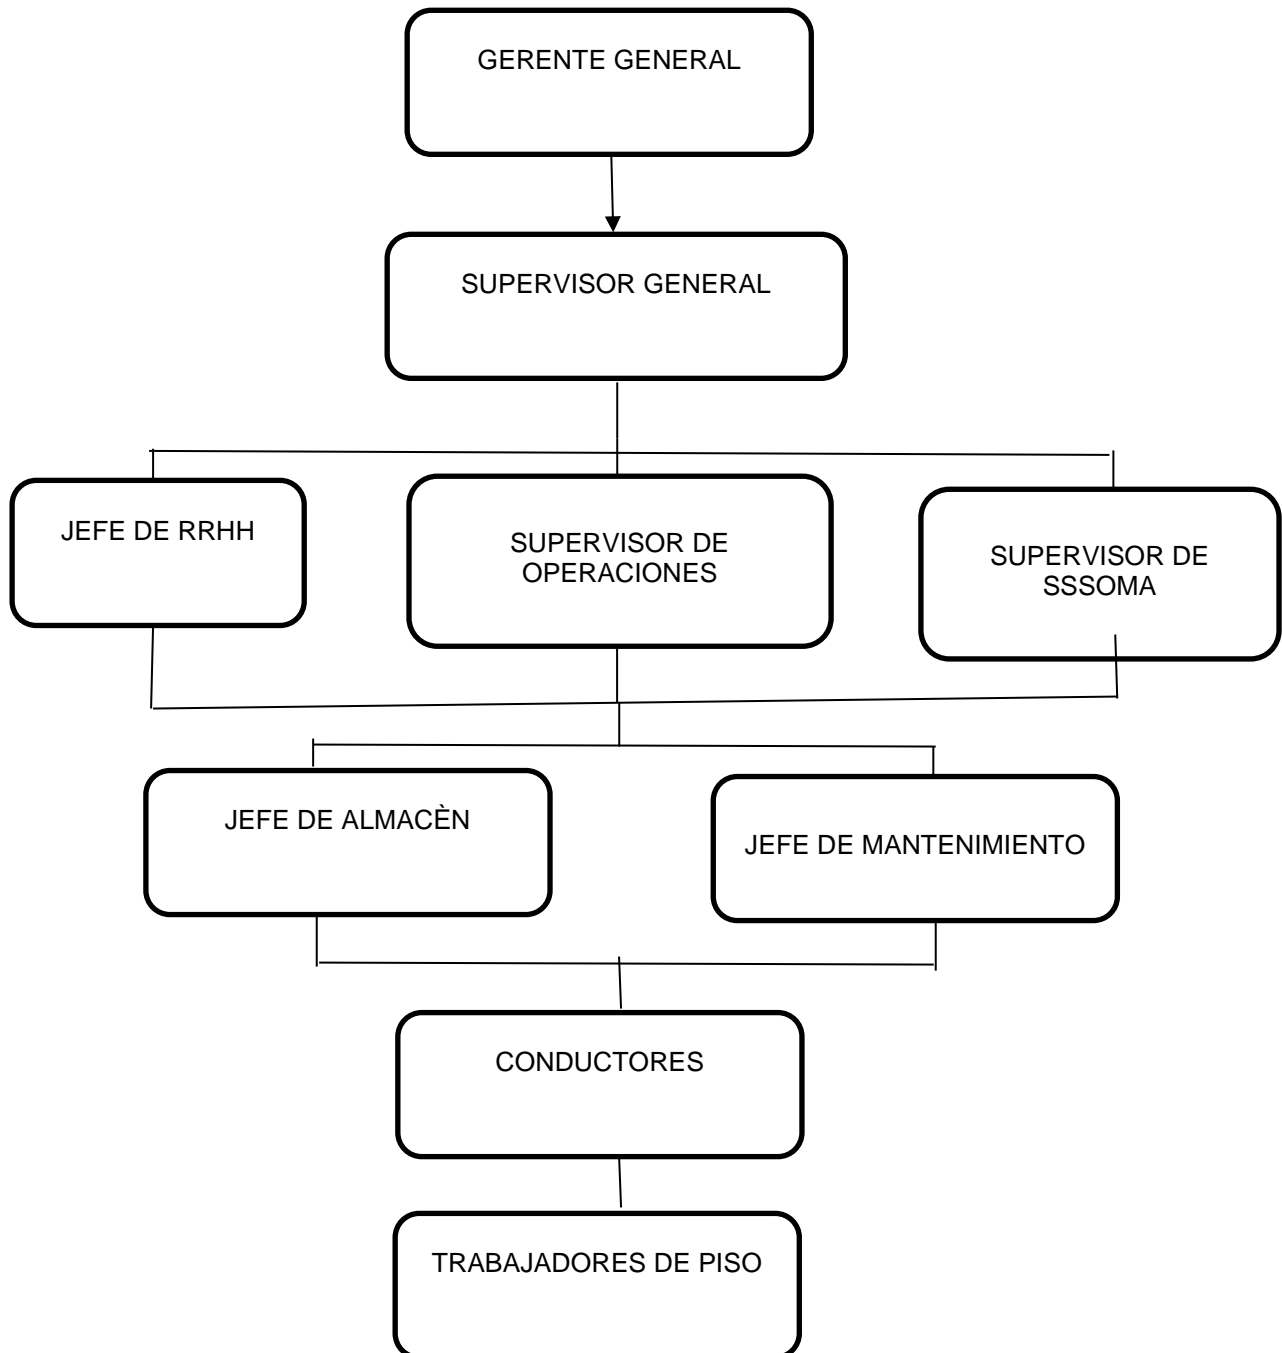 GERENTE GENERAL
SUPERVISOR GENERAL
JEFE DE RRHH
SUPERVISOR DE
OPERACIONES
SUPERVISOR DE
SSSOMA
JEFE DE ALMACÈN
JEFE DE MANTENIMIENTO
CONDUCTORES
TRABAJADORES DE PISO